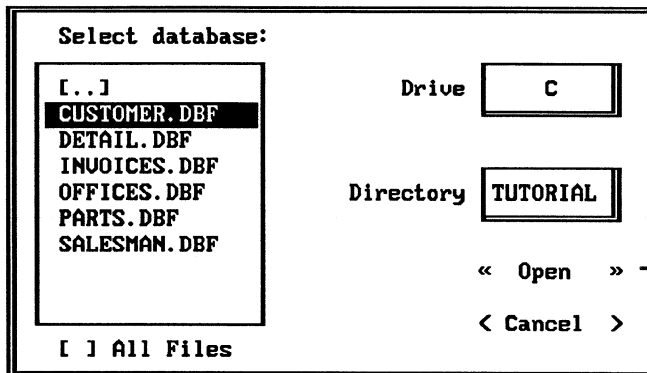 Select database:
[..]
CUSTOMER.DBF
DETAIL.DBF
INVOICES.DBF
OFFICES.DBF
PARTS.DBF
SALESMAN.DBF
[ ] All Files
Drive C
Directory TUTORIAL
« Open »
< Cancel >